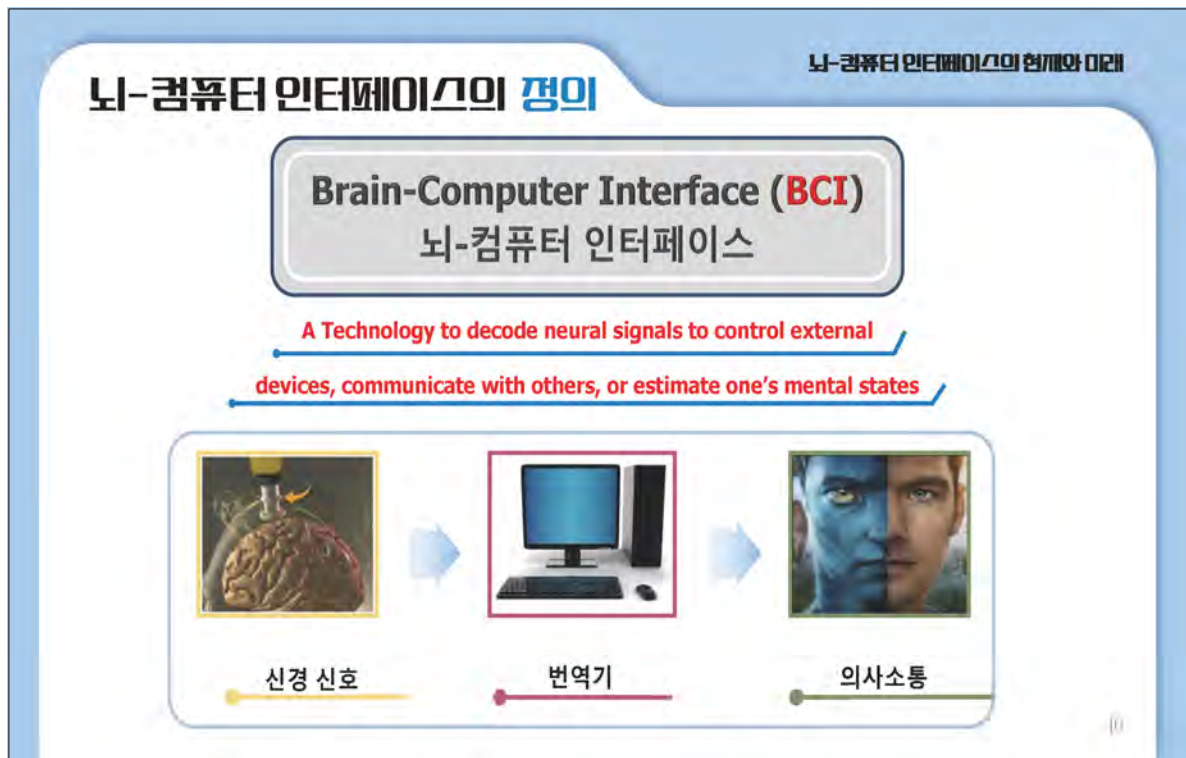 뇌-컴퓨터 인터페이스의 현재와 미래
뇌-컴퓨터 인터페이스의 정의
Brain-Computer Interface (BCI)
뇌-컴퓨터 인터페이스
A Technology to decode neural signals to control external
devices, communicate with others, or estimate one’s mental states
신경 신호
번역기
의사소통